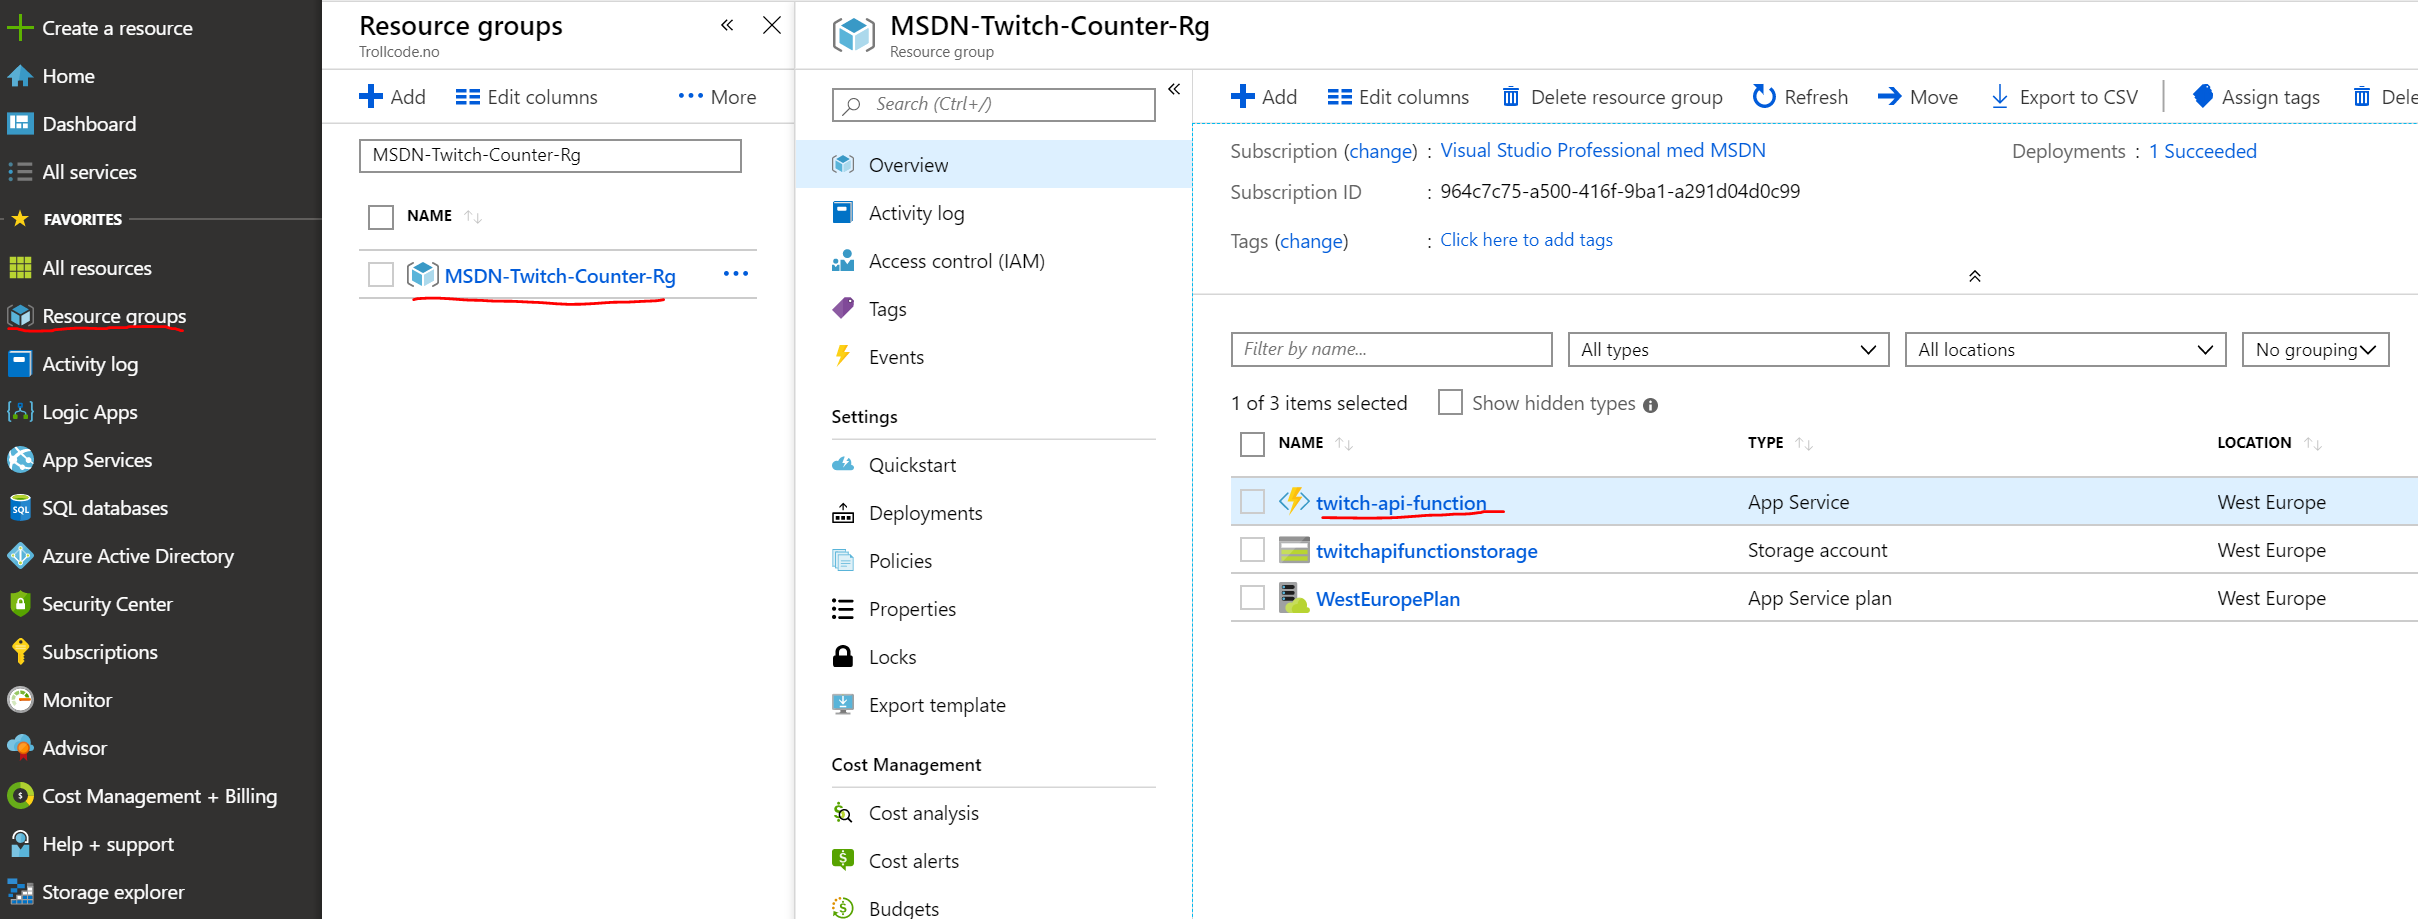 Create a resource
Home
Dashboard
All services
FAVORITES
All resources
Resource groups
Activity log
Logic Apps
App Services
SQL databases
Azure Active Directory
Security Center
Subscriptions
Monitor
Advisor
Cost Management + Billing
Help + support
Storage explorer
Resource groups
Trollcode.no
Add
Edit columns
More
MSDN-Twitch-Counter-Rg
NAME
MSDN-Twitch-Counter-Rg
MSDN-Twitch-Counter-Rg
Resource group
Search (Ctrl+/)
Overview
Activity log
Access control (IAM)
Tags
Events
Settings
Quickstart
Deployments
Policies
Properties
Locks
Export template
Cost Management
Cost analysis
Cost alerts
Budgets
Add Edit columns Delete resource group Refresh Move Export to CSV Assign tags Dele
Subscription (change) : Visual Studio Professional med MSDN Deployments : 1 Succeeded
Subscription ID : 964c7c75-a500-416f-9ba1-a291d04d0c99
Tags (change) : Click here to add tags
Filter by name... All types All locations No grouping
1 of 3 items selected Show hidden types
NAME TYPE LOCATION
twitch-api-function App Service West Europe
twitchapifunctionstorage Storage account West Europe
WestEuropePlan App Service plan West Europe